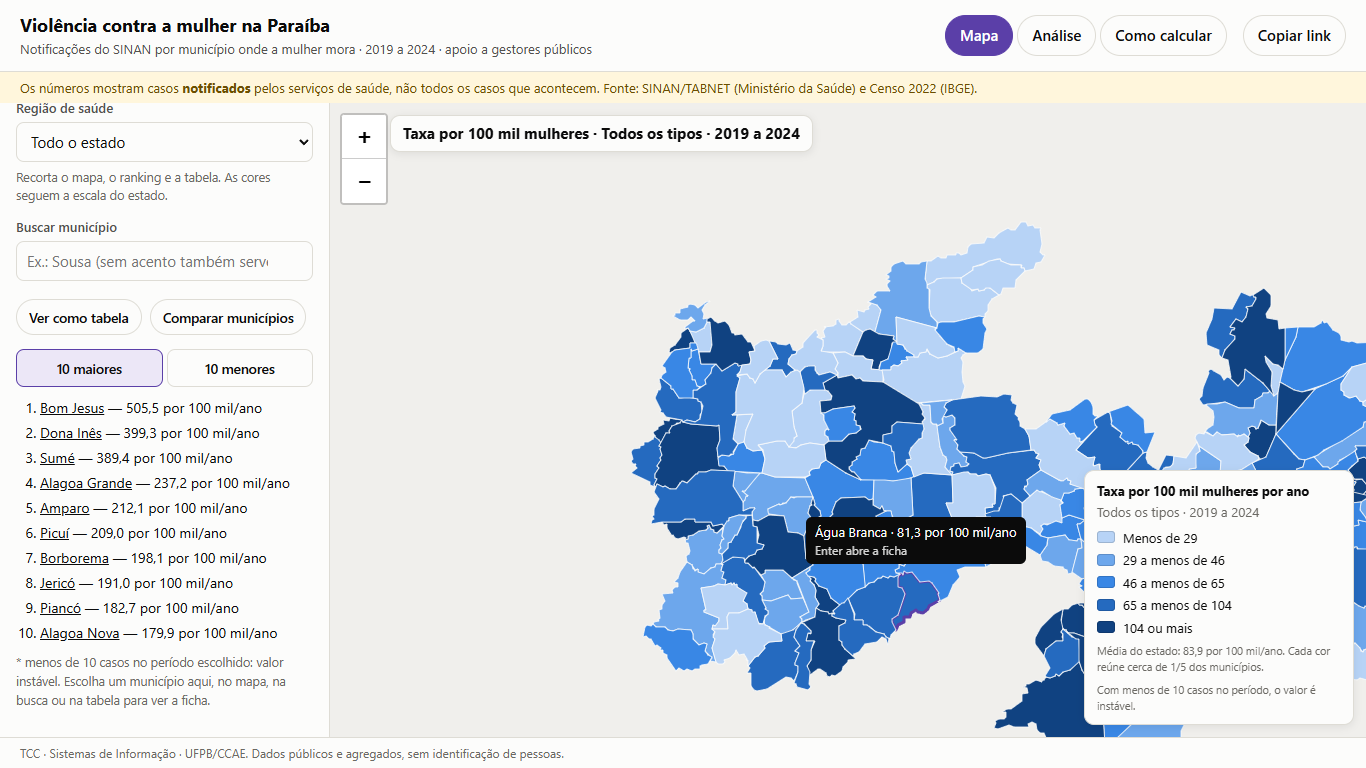 Violência contra a mulher na Paraíba
Notificações do SINAN por município onde a mulher mora · 2019 a 2024 · apoio a gestores públicos
Mapa
Análise
Como calcular
Copiar link
Os números mostram casos notificados pelos serviços de saúde, não todos os casos que acontecem. Fonte: SINAN/TABNET (Ministério da Saúde) e Censo 2022 (IBGE).
Região de saúde
Todo o estado
Recorta o mapa, o ranking e a tabela. As cores
seguem a escala do estado.
Buscar município
Ex.: Sousa (sem acento também serve
Ver como tabela
Comparar municípios
10 maiores
10 menores
1. Bom Jesus — 505,5 por 100 mil/ano
2. Dona Inês — 399,3 por 100 mil/ano
3. Sumé — 389,4 por 100 mil/ano
4. Alagoa Grande — 237,2 por 100 mil/ano
5. Amparo — 212,1 por 100 mil/ano
6. Picuí — 209,0 por 100 mil/ano
7. Borborema — 198,1 por 100 mil/ano
8. Jericó — 191,0 por 100 mil/ano
9. Piancó — 182,7 por 100 mil/ano
10. Alagoa Nova — 179,9 por 100 mil/ano
* menos de 10 casos no período escolhido: valor
instável. Escolha um município aqui, no mapa, na
busca ou na tabela para ver a ficha.
+
−
Taxa por 100 mil mulheres · Todos os tipos · 2019 a 2024
Água Branca · 81,3 por 100 mil/ano
Enter abre a ficha
Taxa por 100 mil mulheres por ano
Todos os tipos · 2019 a 2024
Menos de 29
29 a menos de 46
46 a menos de 65
65 a menos de 104
104 ou mais
Média do estado: 83,9 por 100 mil/ano. Cada cor
reúne cerca de 1/5 dos municípios.
Com menos de 10 casos no período, o valor é
instável.
TCC · Sistemas de Informação · UFPB/CCAE. Dados públicos e agregados, sem identificação de pessoas.